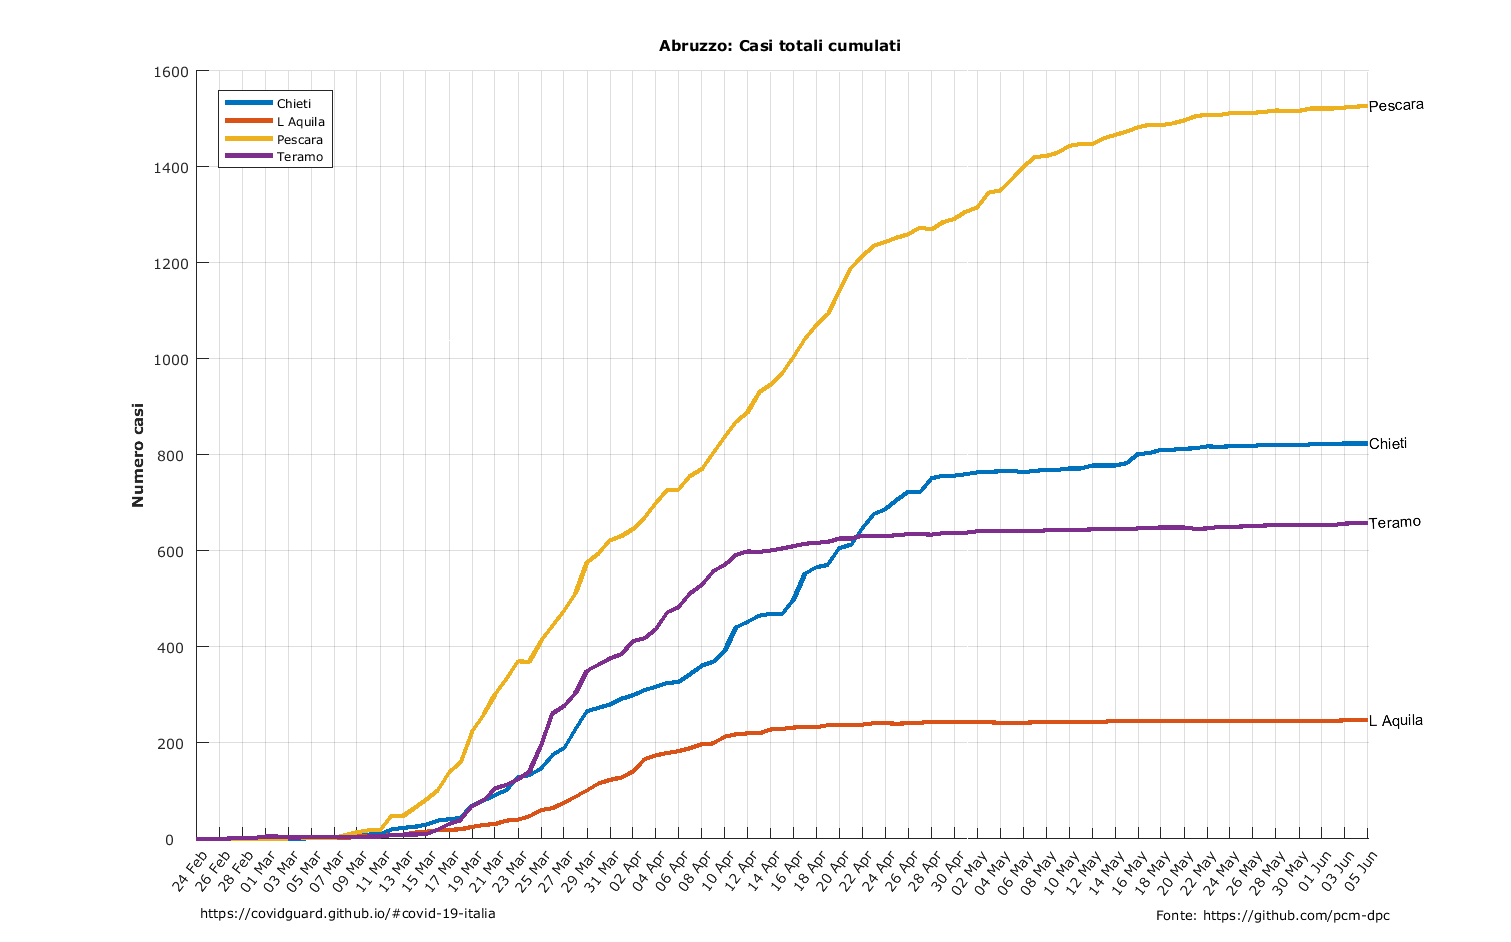 Abruzzo: Casi totali cumulati
1600
1400
1200
1000
800
600
400
200
0
Numero casi
Chieti
L Aquila
Pescara
Teramo
Pescara
Chieti
Teramo
L Aquila
24 Feb
26 Feb
28 Feb
01 Mar
03 Mar
05 Mar
07 Mar
09 Mar
11 Mar
13 Mar
15 Mar
17 Mar
19 Mar
21 Mar
23 Mar
25 Mar
27 Mar
29 Mar
31 Mar
02 Apr
04 Apr
06 Apr
08 Apr
10 Apr
12 Apr
14 Apr
16 Apr
18 Apr
20 Apr
22 Apr
24 Apr
26 Apr
28 Apr
30 Apr
02 May
04 May
06 May
08 May
10 May
12 May
14 May
16 May
18 May
20 May
22 May
24 May
26 May
28 May
30 May
01 Jun
03 Jun
05 Jun
https://covidguard.github.io/#covid-19-italia
Fonte: https://github.com/pcm-dpc